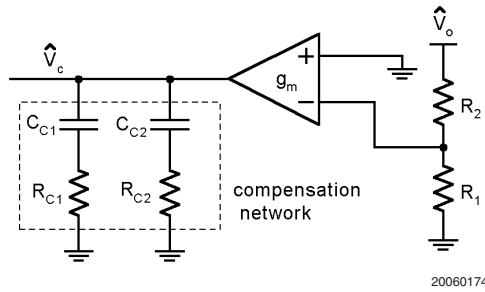 V̂c
V̂o
+
gm
−
R2
CC1
CC2
RC1
RC2
compensation
network
R1
20060174